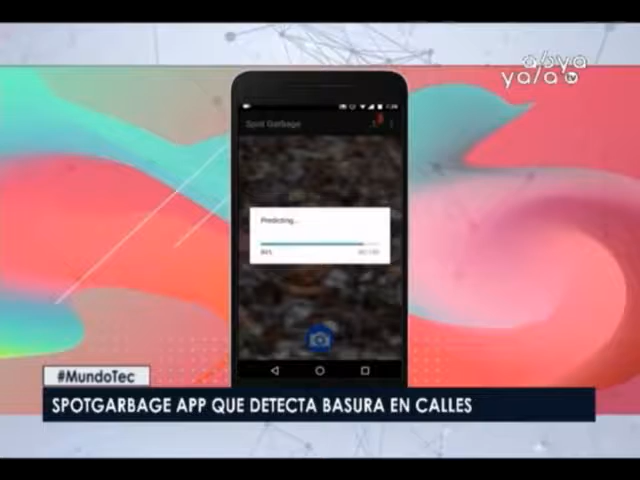 abya
yala tv
Spot Garbage
Predicting...
#MundoTec
SPOTGARBAGE APP QUE DETECTA BASURA EN CALLES